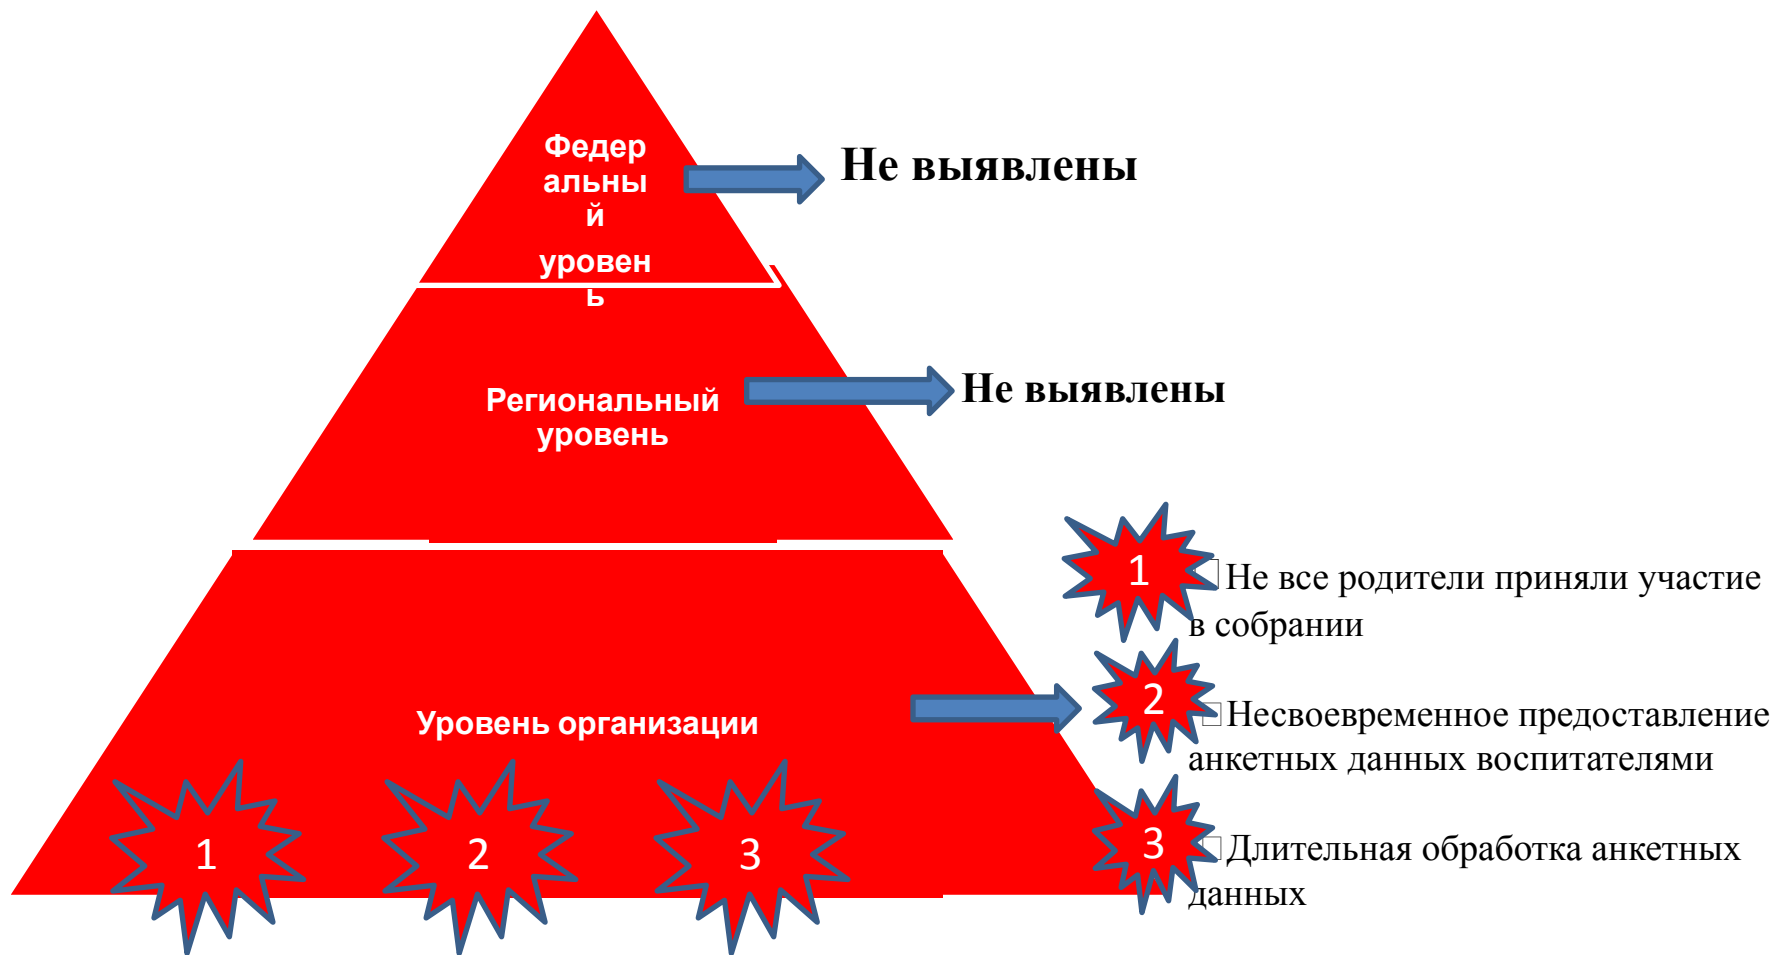 Федер
альны
й
уровен
ь
Не выявлены
Региональный
уровень
Не выявлены
Уровень организации
1
2
3
1
Не все родители приняли участие
в собрании
2
Несвоевременное предоставление
анкетных данных воспитателями
3
Длительная обработка анкетных
данных